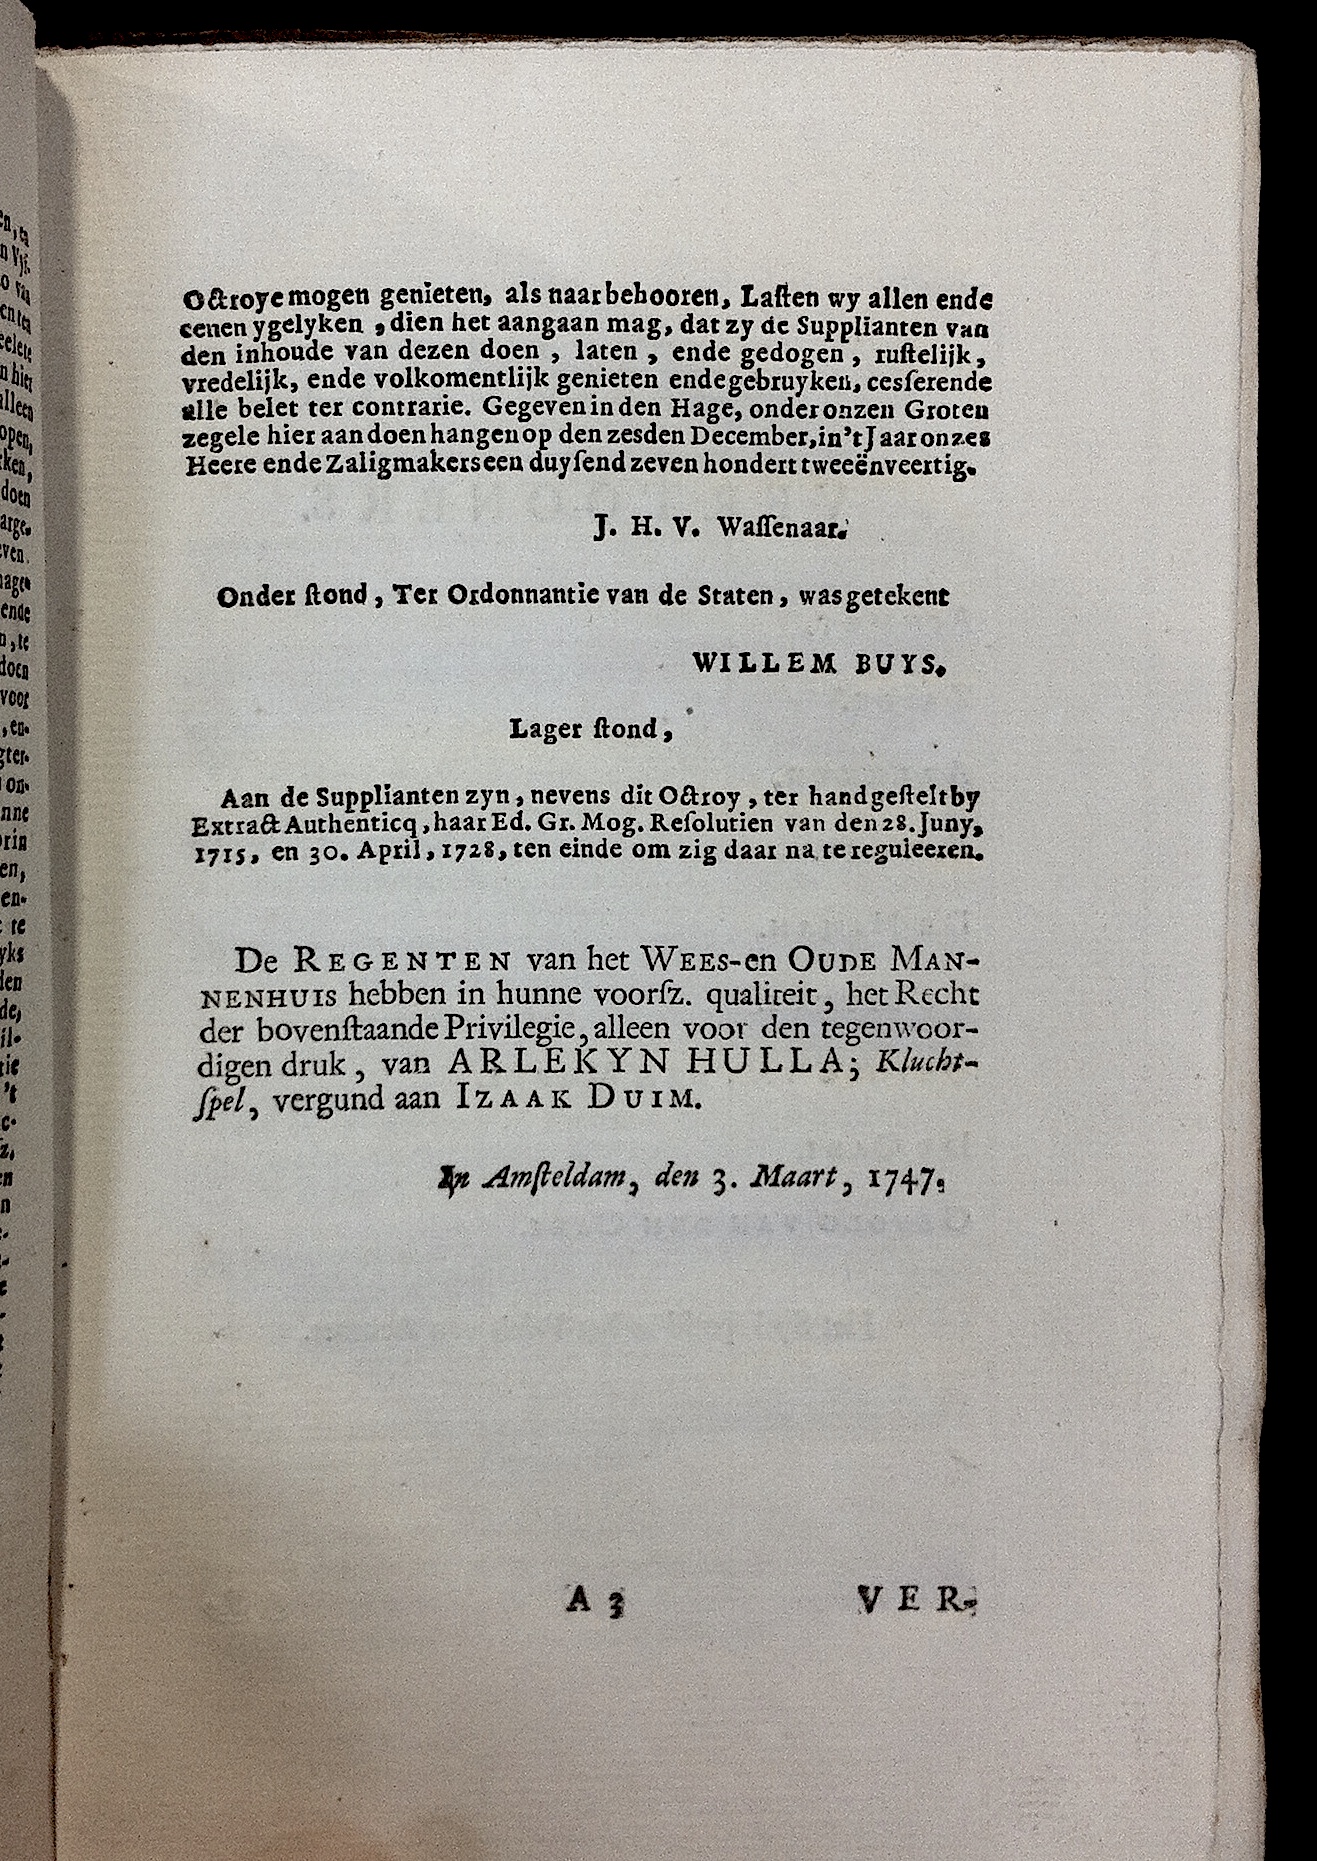 Octroye mogen genieten, als naar behooren, Laſten wy allen ende
eenen ygelyken, dien het aangaan mag, dat zy de Supplianten van
den inhoude van dezen doen, laten, ende gedogen, ruſtelijk,
vredelijk, ende volkomentlijk genieten ende gebruyken, cesſerende
alle belet ter contrarie. Gegeven in den Hage, onder onzen Groten
zegele hier aan doen hangen op den zesden December, in 't Jaar onzes
Heere ende Zaligmakers een duyſend zeven hondert tweeënveertig.
J. H. V. Waſſenaar.
Onder ſtond, Ter Ordonnantie van de Staten, was getekent
WILLEM BUYS.
Lager ſtond,
Aan de Supplianten zyn, nevens dit Octroy, ter hand geſtelt by
Extract Authenticq, haar Ed. Gr. Mog. Reſolutien van den 28. Juny,
1715, en 30. April, 1728, ten einde om zig daar na te reguleeren.
De REGENTEN van het WEES-en OUDE MAN-
NENHUIS hebben in hunne voorſz. qualiteit, het Recht
der bovenſtaande Privilegie, alleen voor den tegenwoor-
digen druk, van ARLEKYN HULLA; Klucht-
ſpel, vergund aan IZAAK DUIM.
In Amſteldam, den 3. Maart, 1747.
A 3 VER-